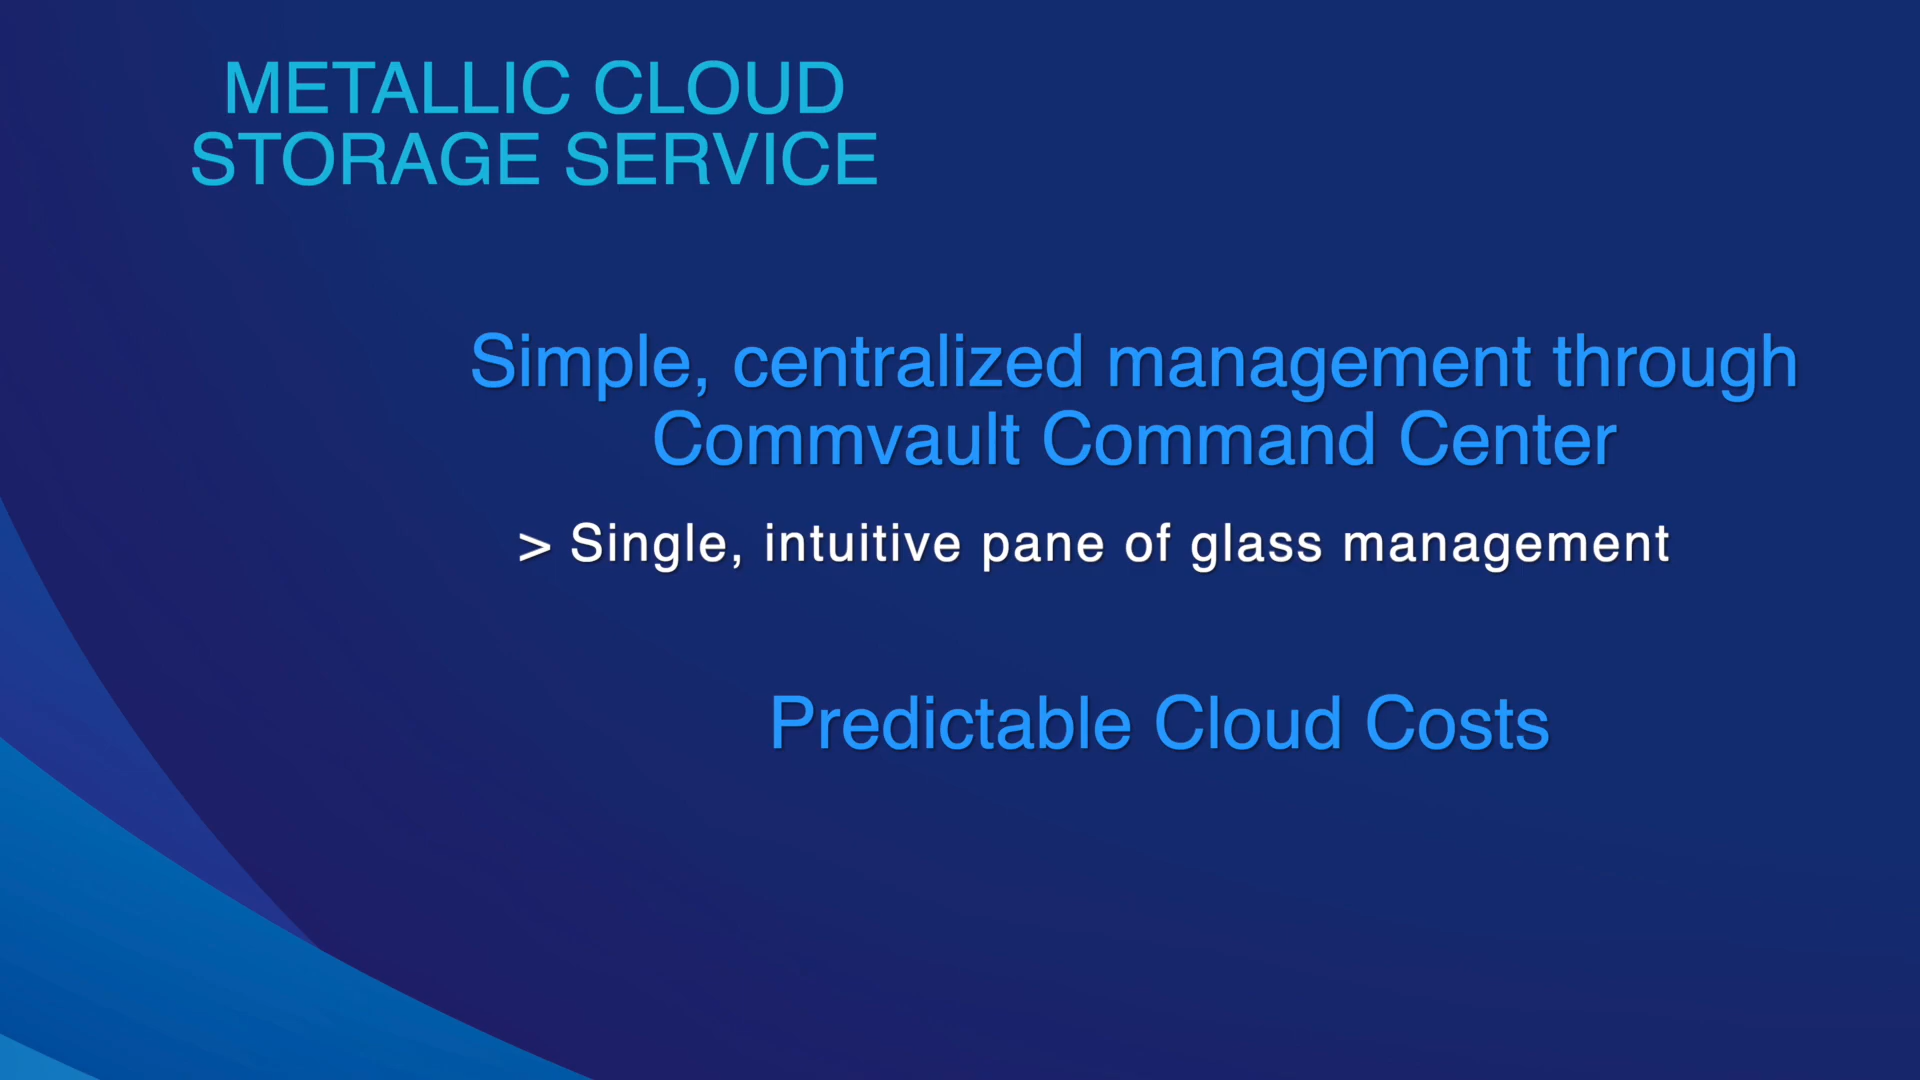 METALLIC CLOUD
STORAGE SERVICE
Simple, centralized management through
Commvault Command Center
> Single, intuitive pane of glass management
Predictable Cloud Costs